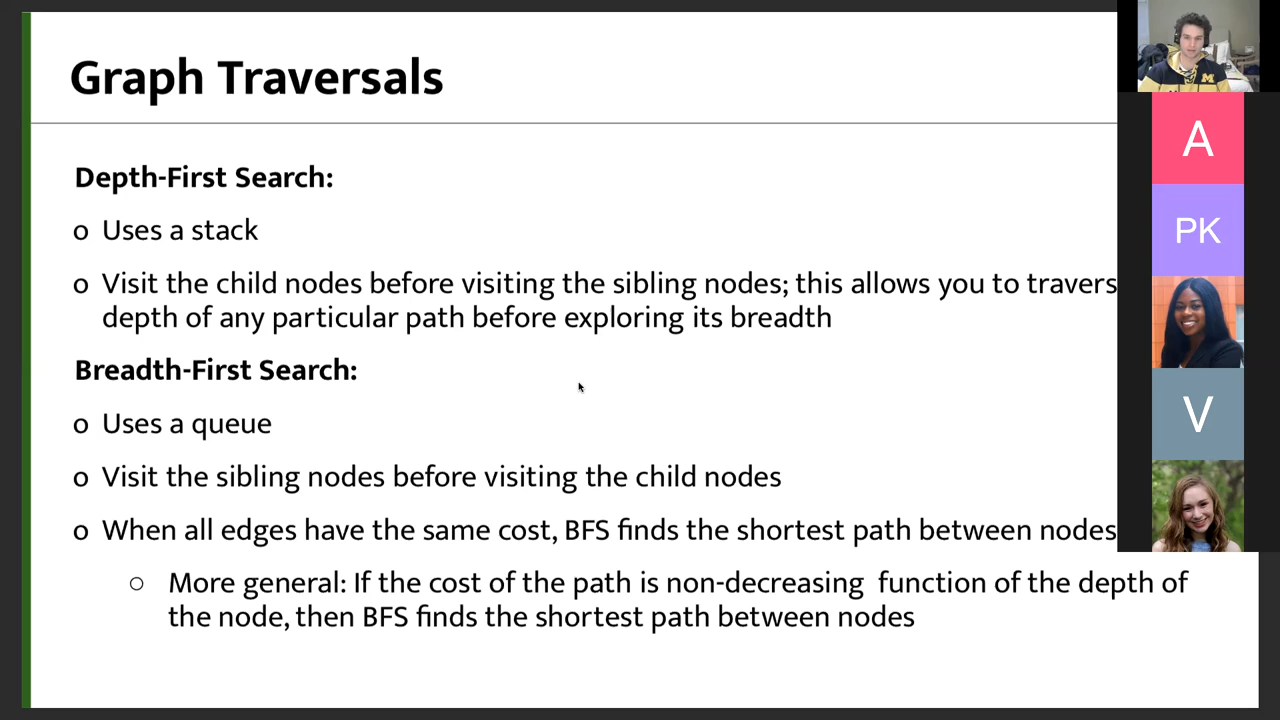 Graph Traversals
Depth-First Search:
o Uses a stack
o Visit the child nodes before visiting the sibling nodes; this allows you to travers
depth of any particular path before exploring its breadth
Breadth-First Search:
o Uses a queue
o Visit the sibling nodes before visiting the child nodes
o When all edges have the same cost, BFS finds the shortest path between nodes
○ More general: If the cost of the path is non-decreasing function of the depth of
the node, then BFS finds the shortest path between nodes
M
A
PK
V